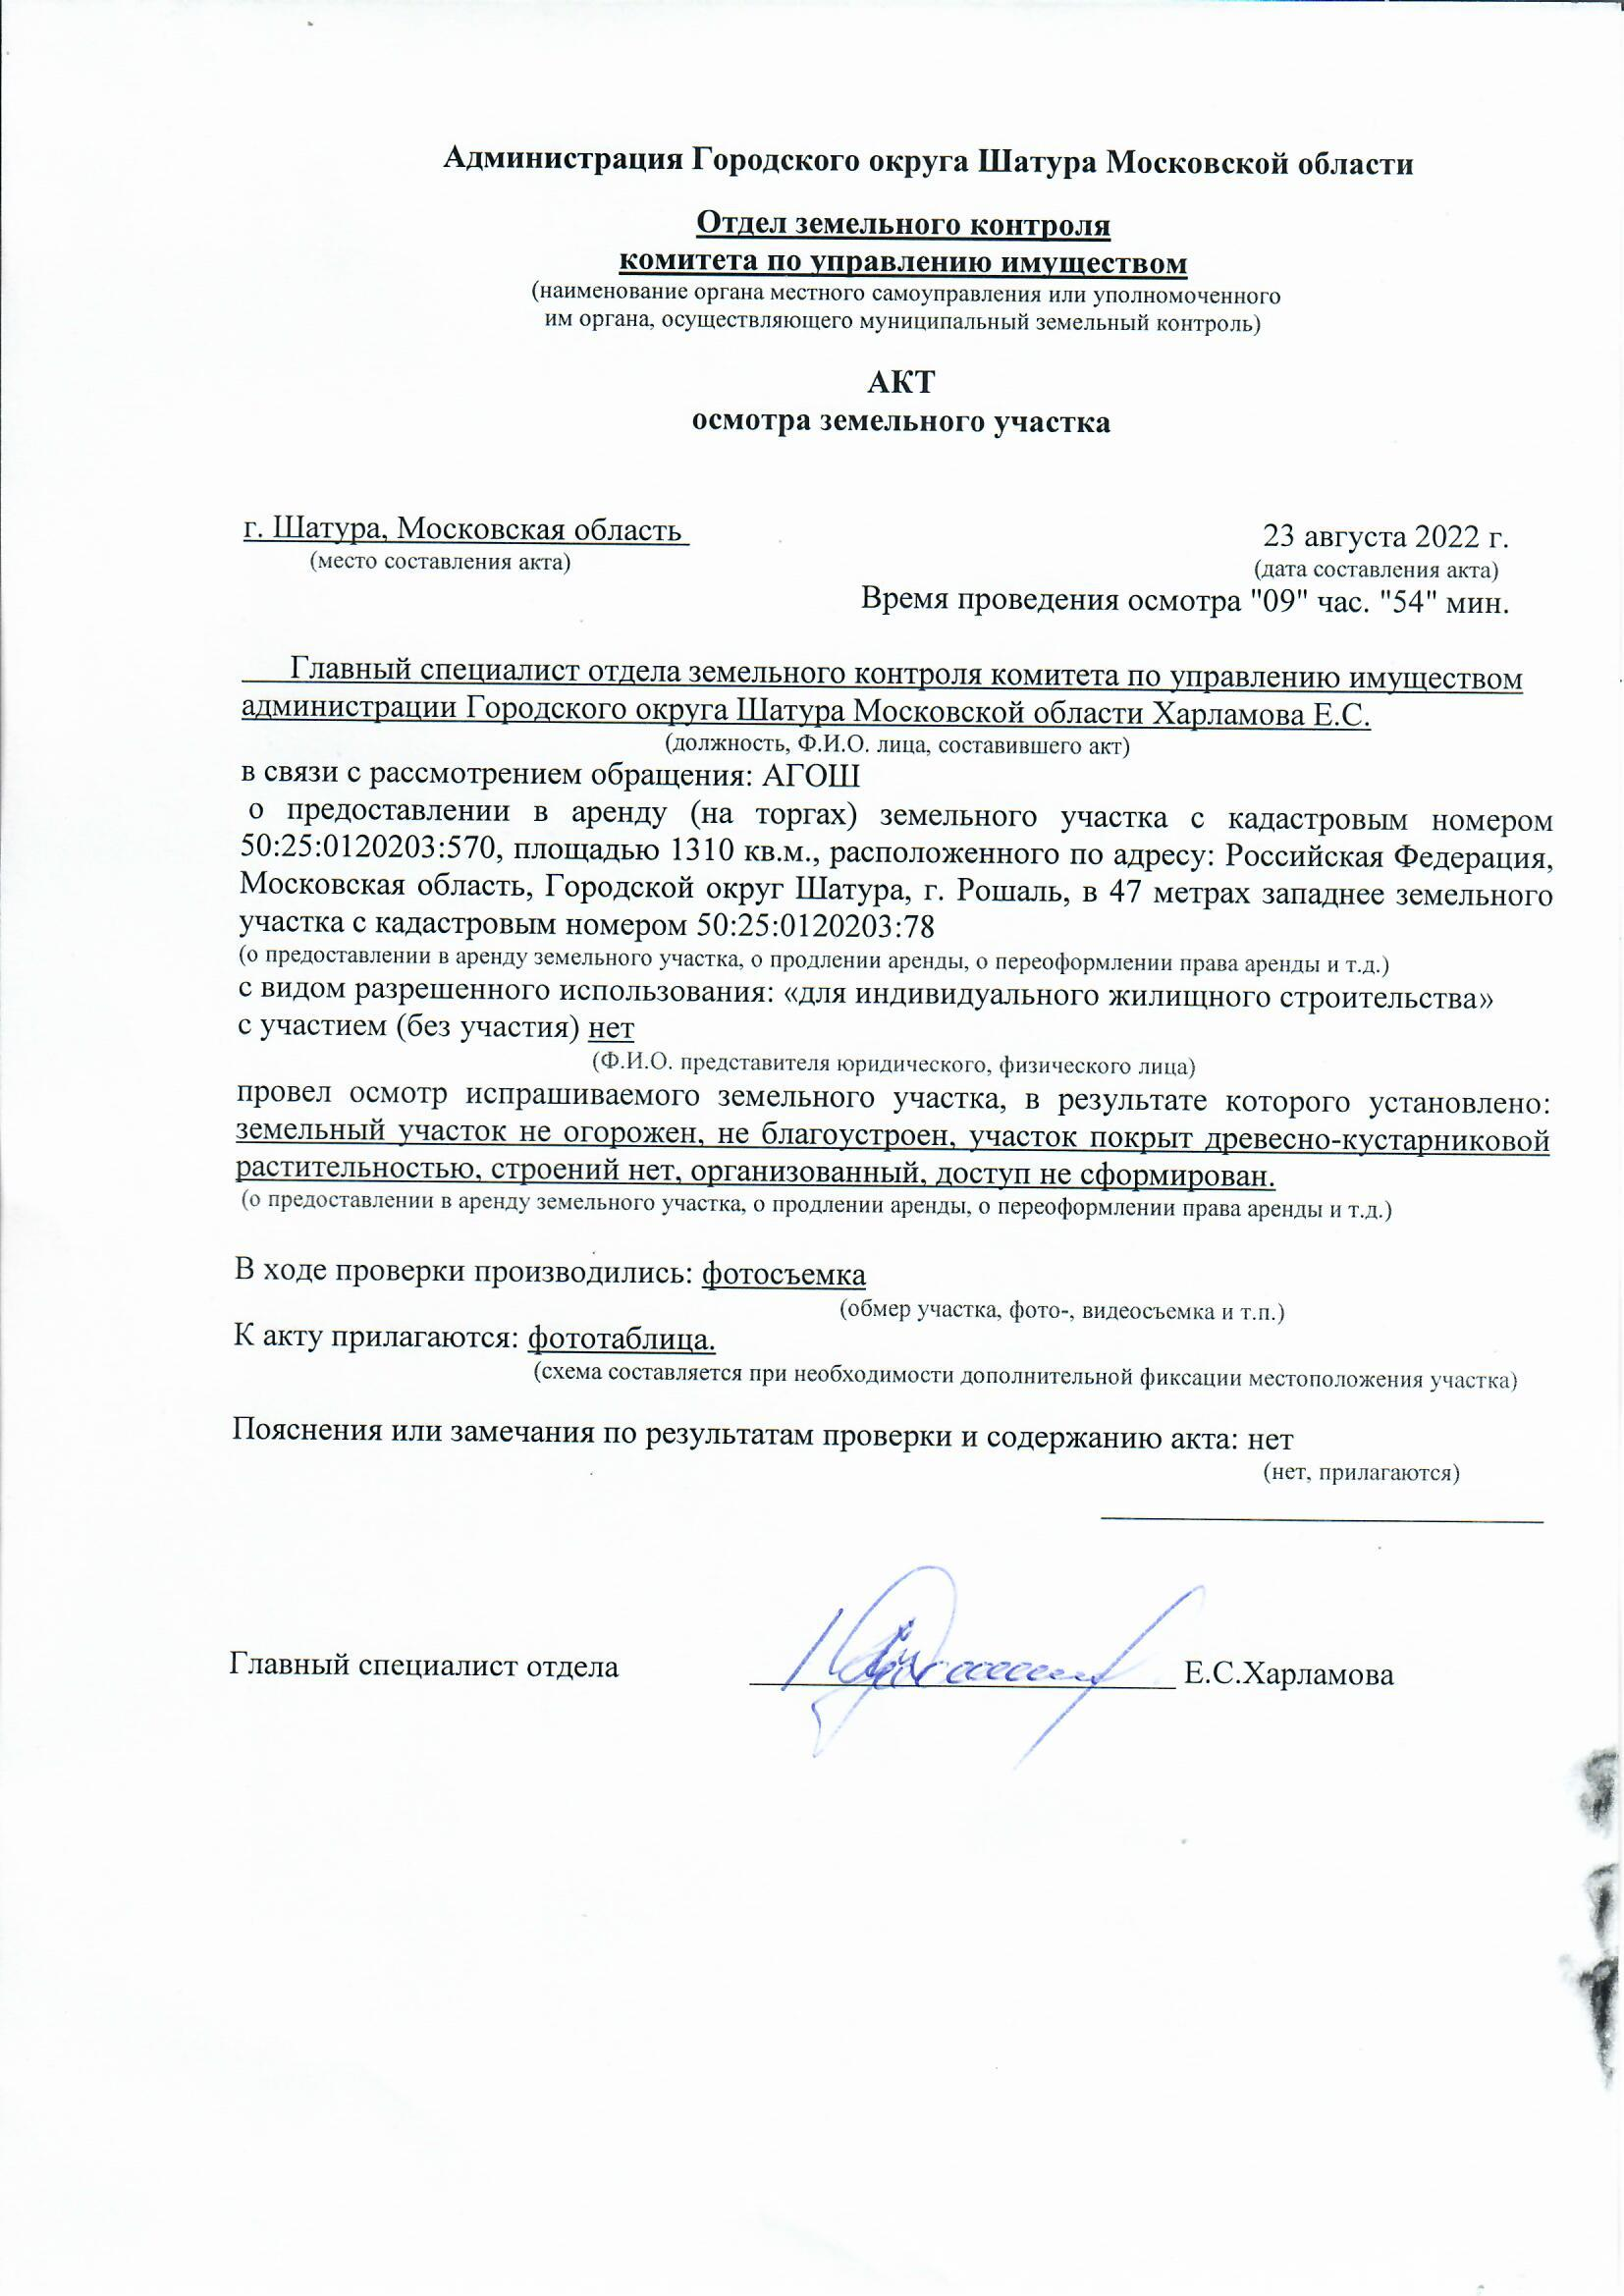 Администрация Городского округа Шатура Московской области
Отдел земельного контроля
комитета по управлению имуществом
(наименование органа местного самоуправления или уполномоченного
им органа, осуществляющего муниципальный земельный контроль)
АКТ
осмотра земельного участка
г. Шатура, Московская область
23 августа 2022 г.
(место составления акта)
(дата составления акта)
Время проведения осмотра "09" час. "54" мин.
Главный специалист отдела земельного контроля комитета по управлению имуществом
администрации Городского округа Шатура Московской области Харламова Е.С.
(должность, Ф.И.О. лица, составившего акт)
в связи с рассмотрением обращения: АГОШ
о предоставлении в аренду (на торгах) земельного участка с кадастровым номером
50:25:0120203:570, площадью 1310 кв.м., расположенного по адресу: Российская Федерация,
Московская область, Городской округ Шатура, г. Рошаль, в 47 метрах западнее земельного
участка с кадастровым номером 50:25:0120203:78
(о предоставлении в аренду земельного участка, о продлении аренды, о переоформлении права аренды и т.д.)
с видом разрешенного использования: «для индивидуального жилищного строительства»
с участием (без участия) нет
(Ф.И.О. представителя юридического, физического лица)
провел осмотр испрашиваемого земельного участка, в результате которого установлено:
земельный участок не огорожен, не благоустроен, участок покрыт древесно-кустарниковой
растительностью, строений нет, организованный, доступ не сформирован.
(о предоставлении в аренду земельного участка, о продлении аренды, о переоформлении права аренды и т.д.)
В ходе проверки производились: фотосъемка
(обмер участка, фото-, видеосъемка и т.п.)
К акту прилагаются: фототаблица.
(схема составляется при необходимости дополнительной фиксации местоположения участка)
Пояснения или замечания по результатам проверки и содержанию акта: нет
(нет, прилагаются)
Главный специалист отдела
Е.С.Харламова